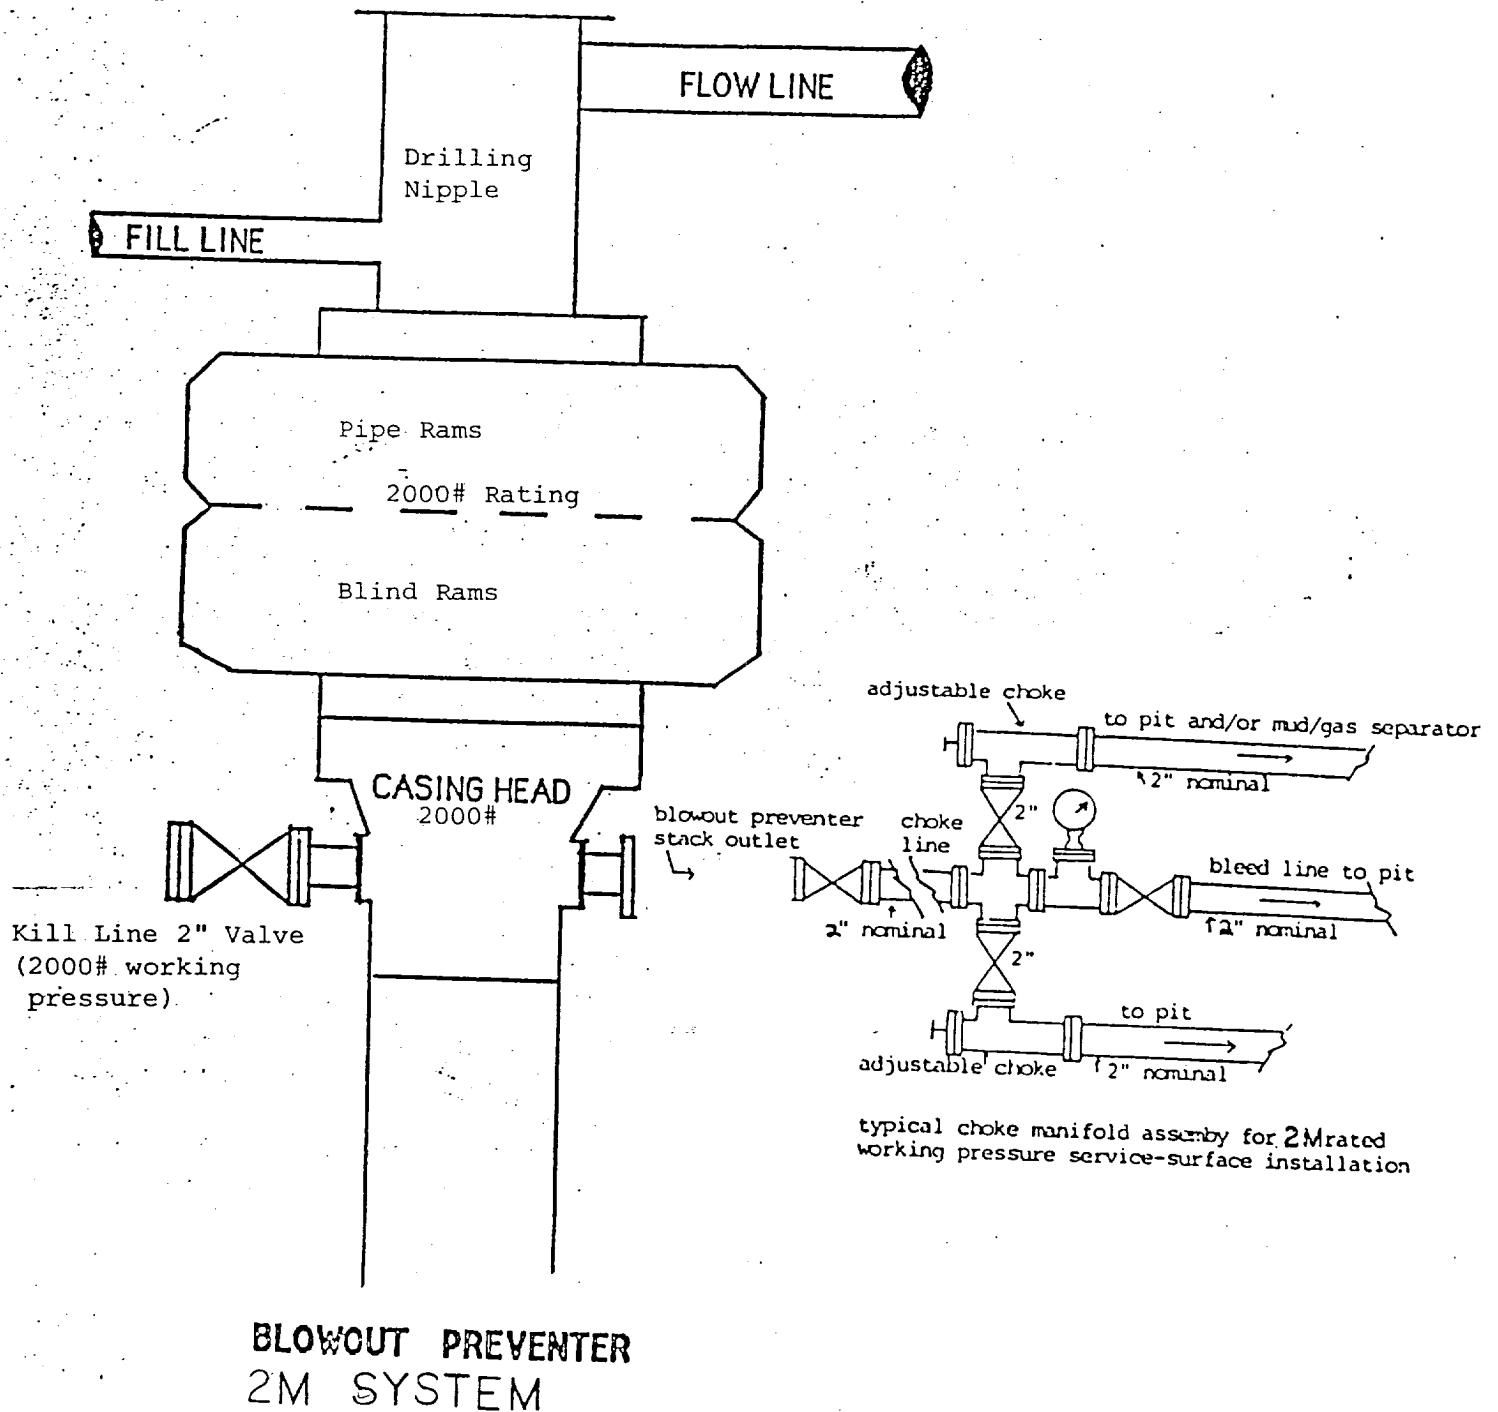 FLOW LINE
Drilling
Nipple
FILL LINE
Pipe Rams
2000# Rating
Blind Rams
CASING HEAD
2000#
Kill Line 2" Valve
(2000# working
pressure)
blowout preventer
stack outlet
choke
line
2" nominal
adjustable choke
to pit and/or mud/gas separator
2" nominal
2"
bleed line to pit
2" nominal
2"
to pit
adjustable choke
2" nominal
typical choke manifold assemby for 2M rated
working pressure service-surface installation
BLOWOUT PREVENTER
2M SYSTEM